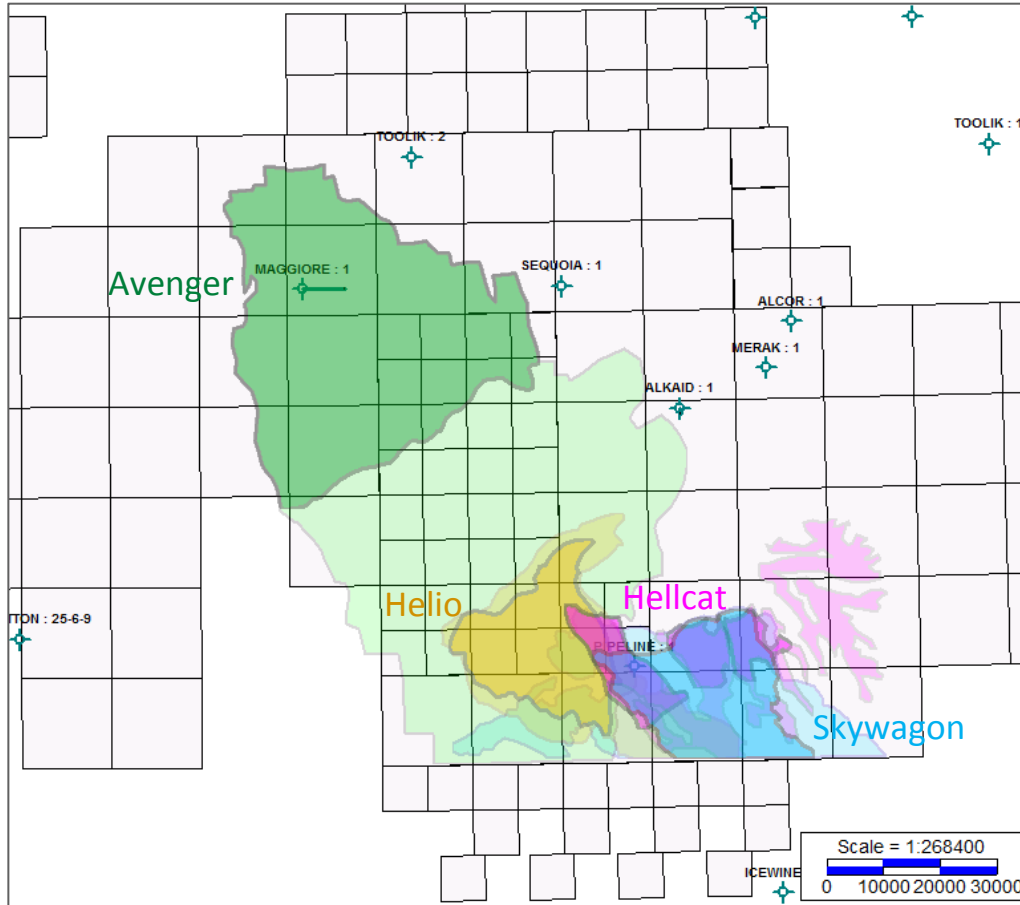 TOOLIK : 2
TOOLIK : 1
Avenger
MAGGIORE : 1
SEQUOIA : 1
ALCOR : 1
MERAK : 1
ALKAID : 1
Helio
Hellcat
TTON : 25-6-9
PIPELINE : 1
Skywagon
Scale = 1:268400
0 10000 20000 30000
ICEWINE